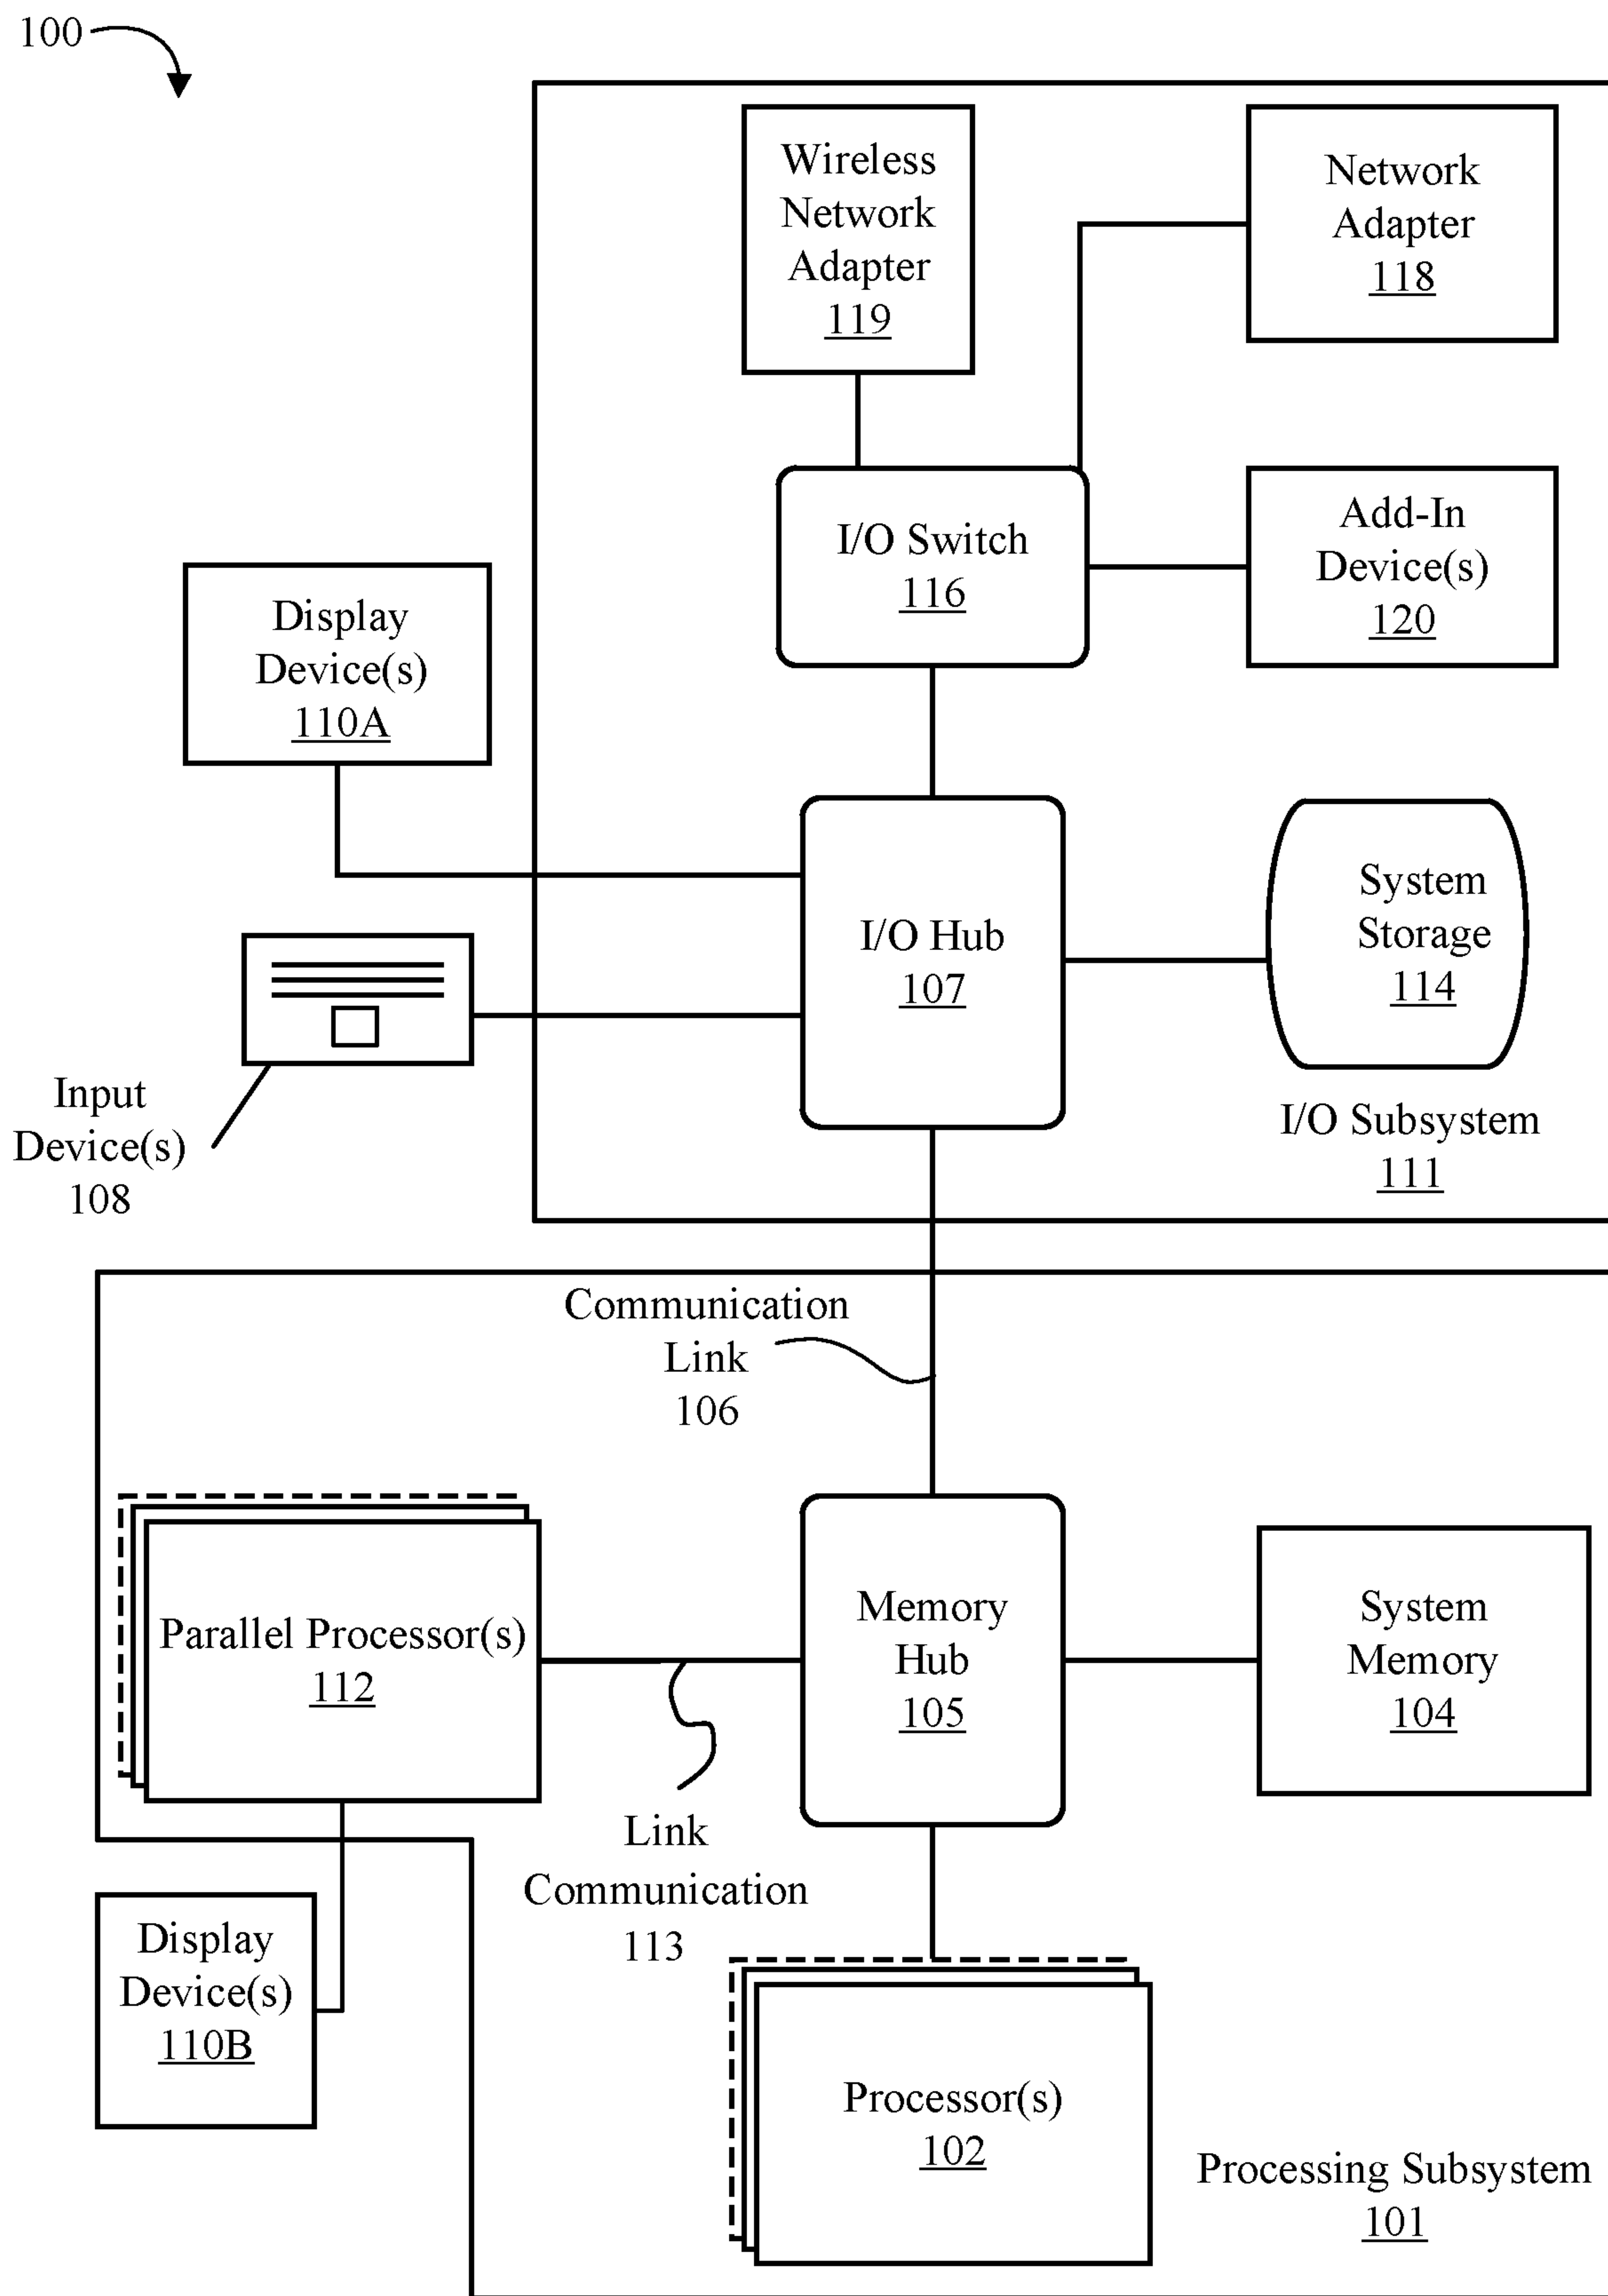 100
Wireless
Network
Adapter
119
Network
Adapter
118
I/O Switch
116
Add-In
Device(s)
120
Display
Device(s)
110A
I/O Hub
107
System
Storage
114
Input
Device(s)
108
I/O Subsystem
111
Communication
Link
106
Parallel Processor(s)
112
Memory
Hub
105
System
Memory
104
Link
Communication
113
Display
Device(s)
110B
Processor(s)
102
Processing Subsystem
101